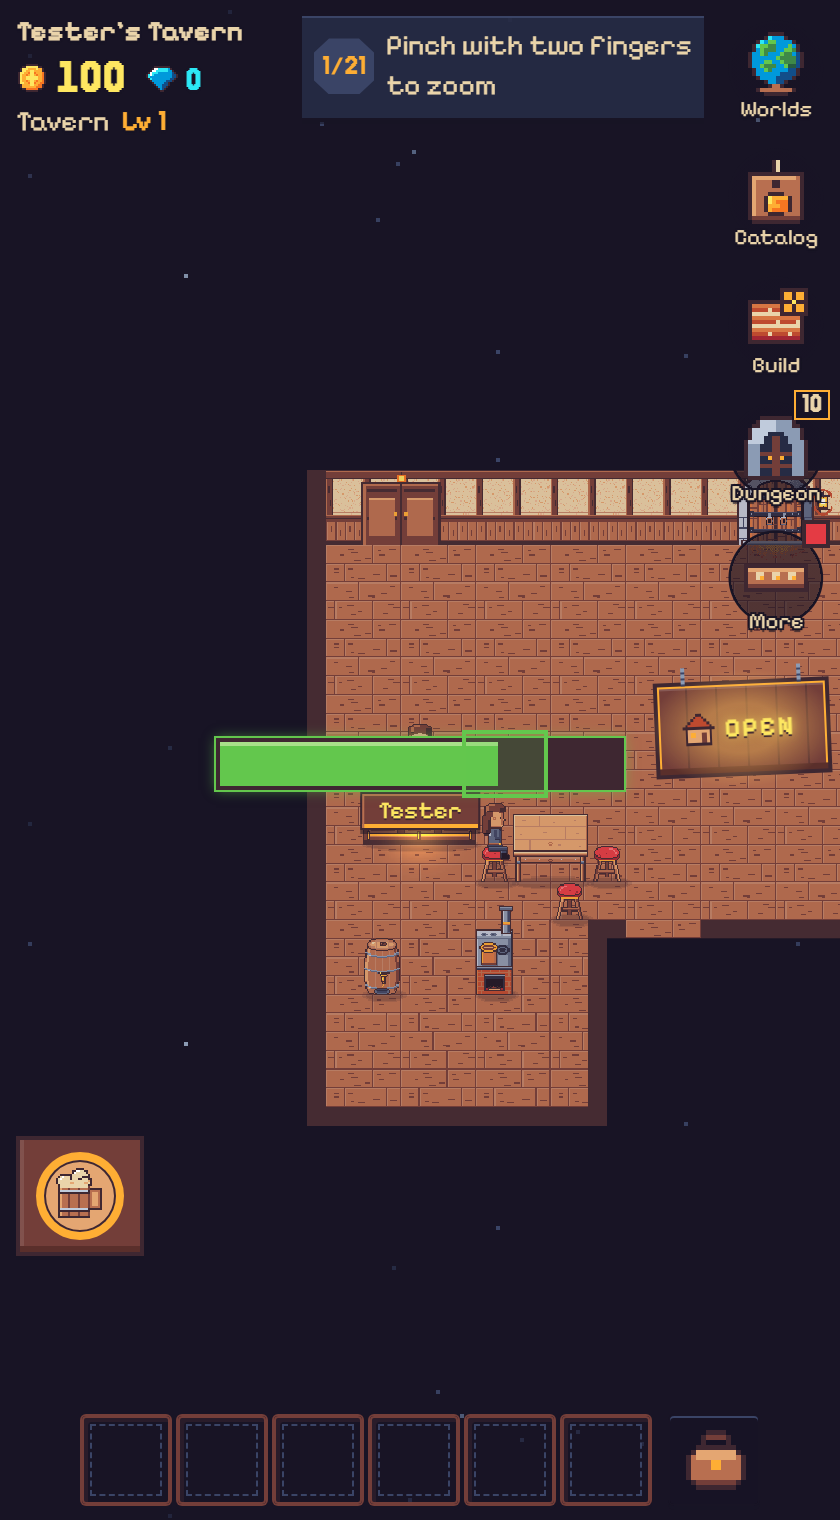 Tester's Tavern
100
0
Tavern Lv 1
1/21
Pinch with two fingers
to zoom
Worlds
Catalog
Build
10
Dungeon
More
OPEN
Tester